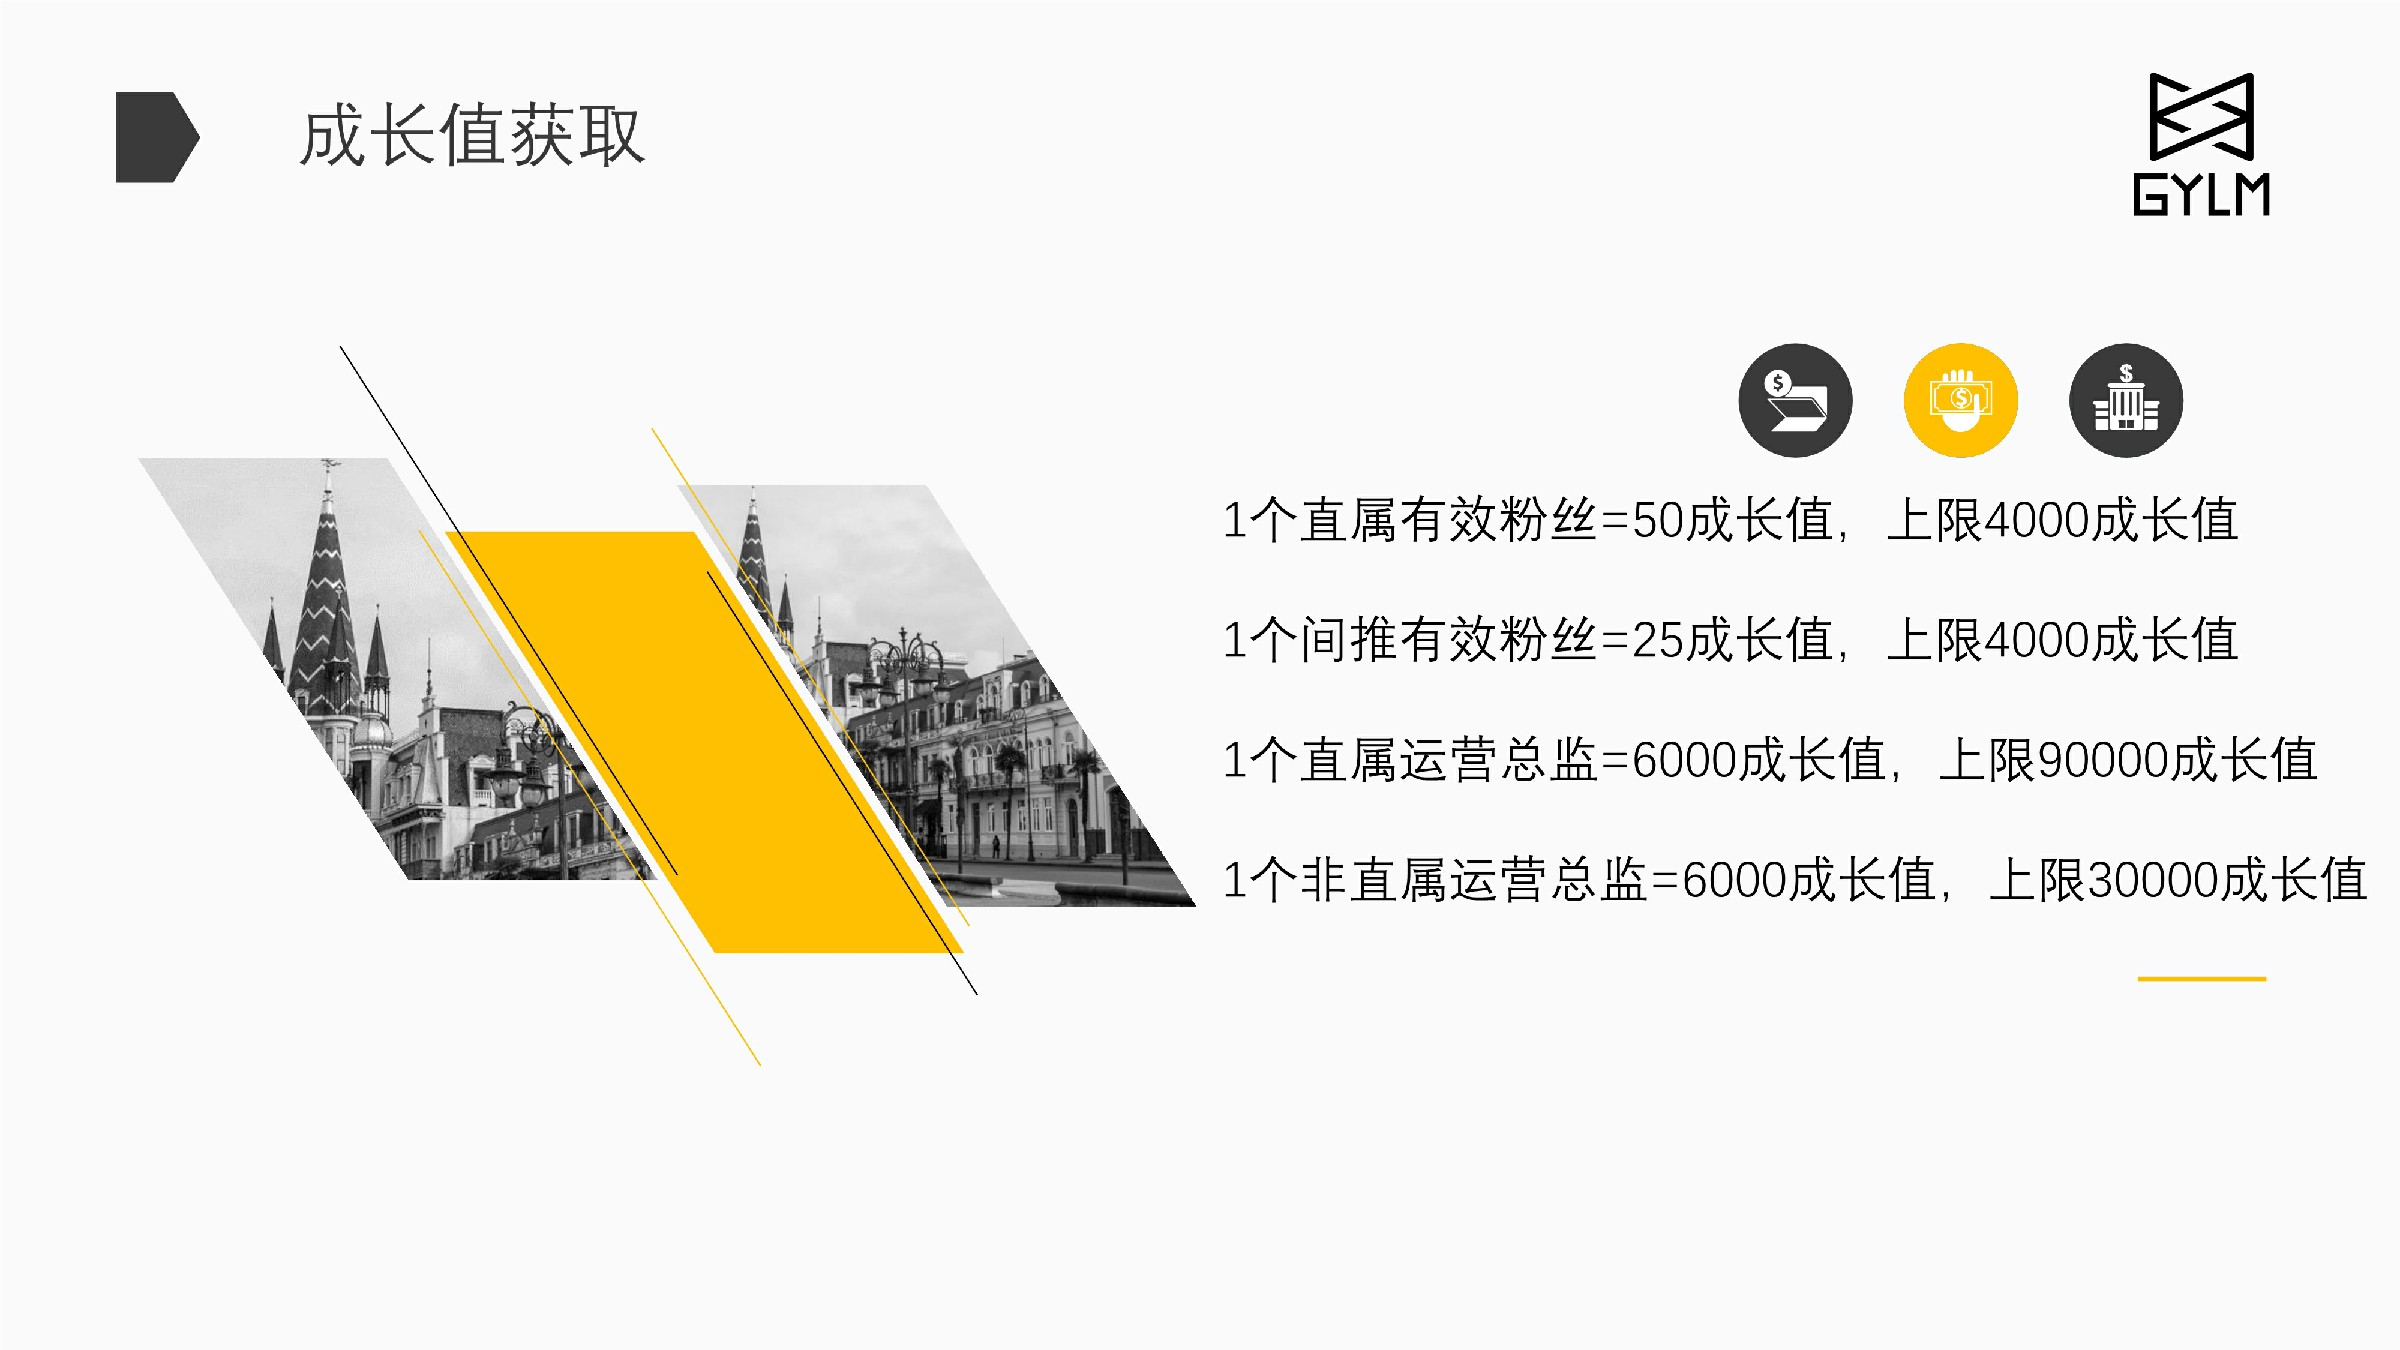 成长值获取
GYLM
1个直属有效粉丝=50成长值，上限4000成长值
1个间推有效粉丝=25成长值，上限4000成长值
1个直属运营总监=6000成长值，上限90000成长值
1个非直属运营总监=6000成长值，上限30000成长值